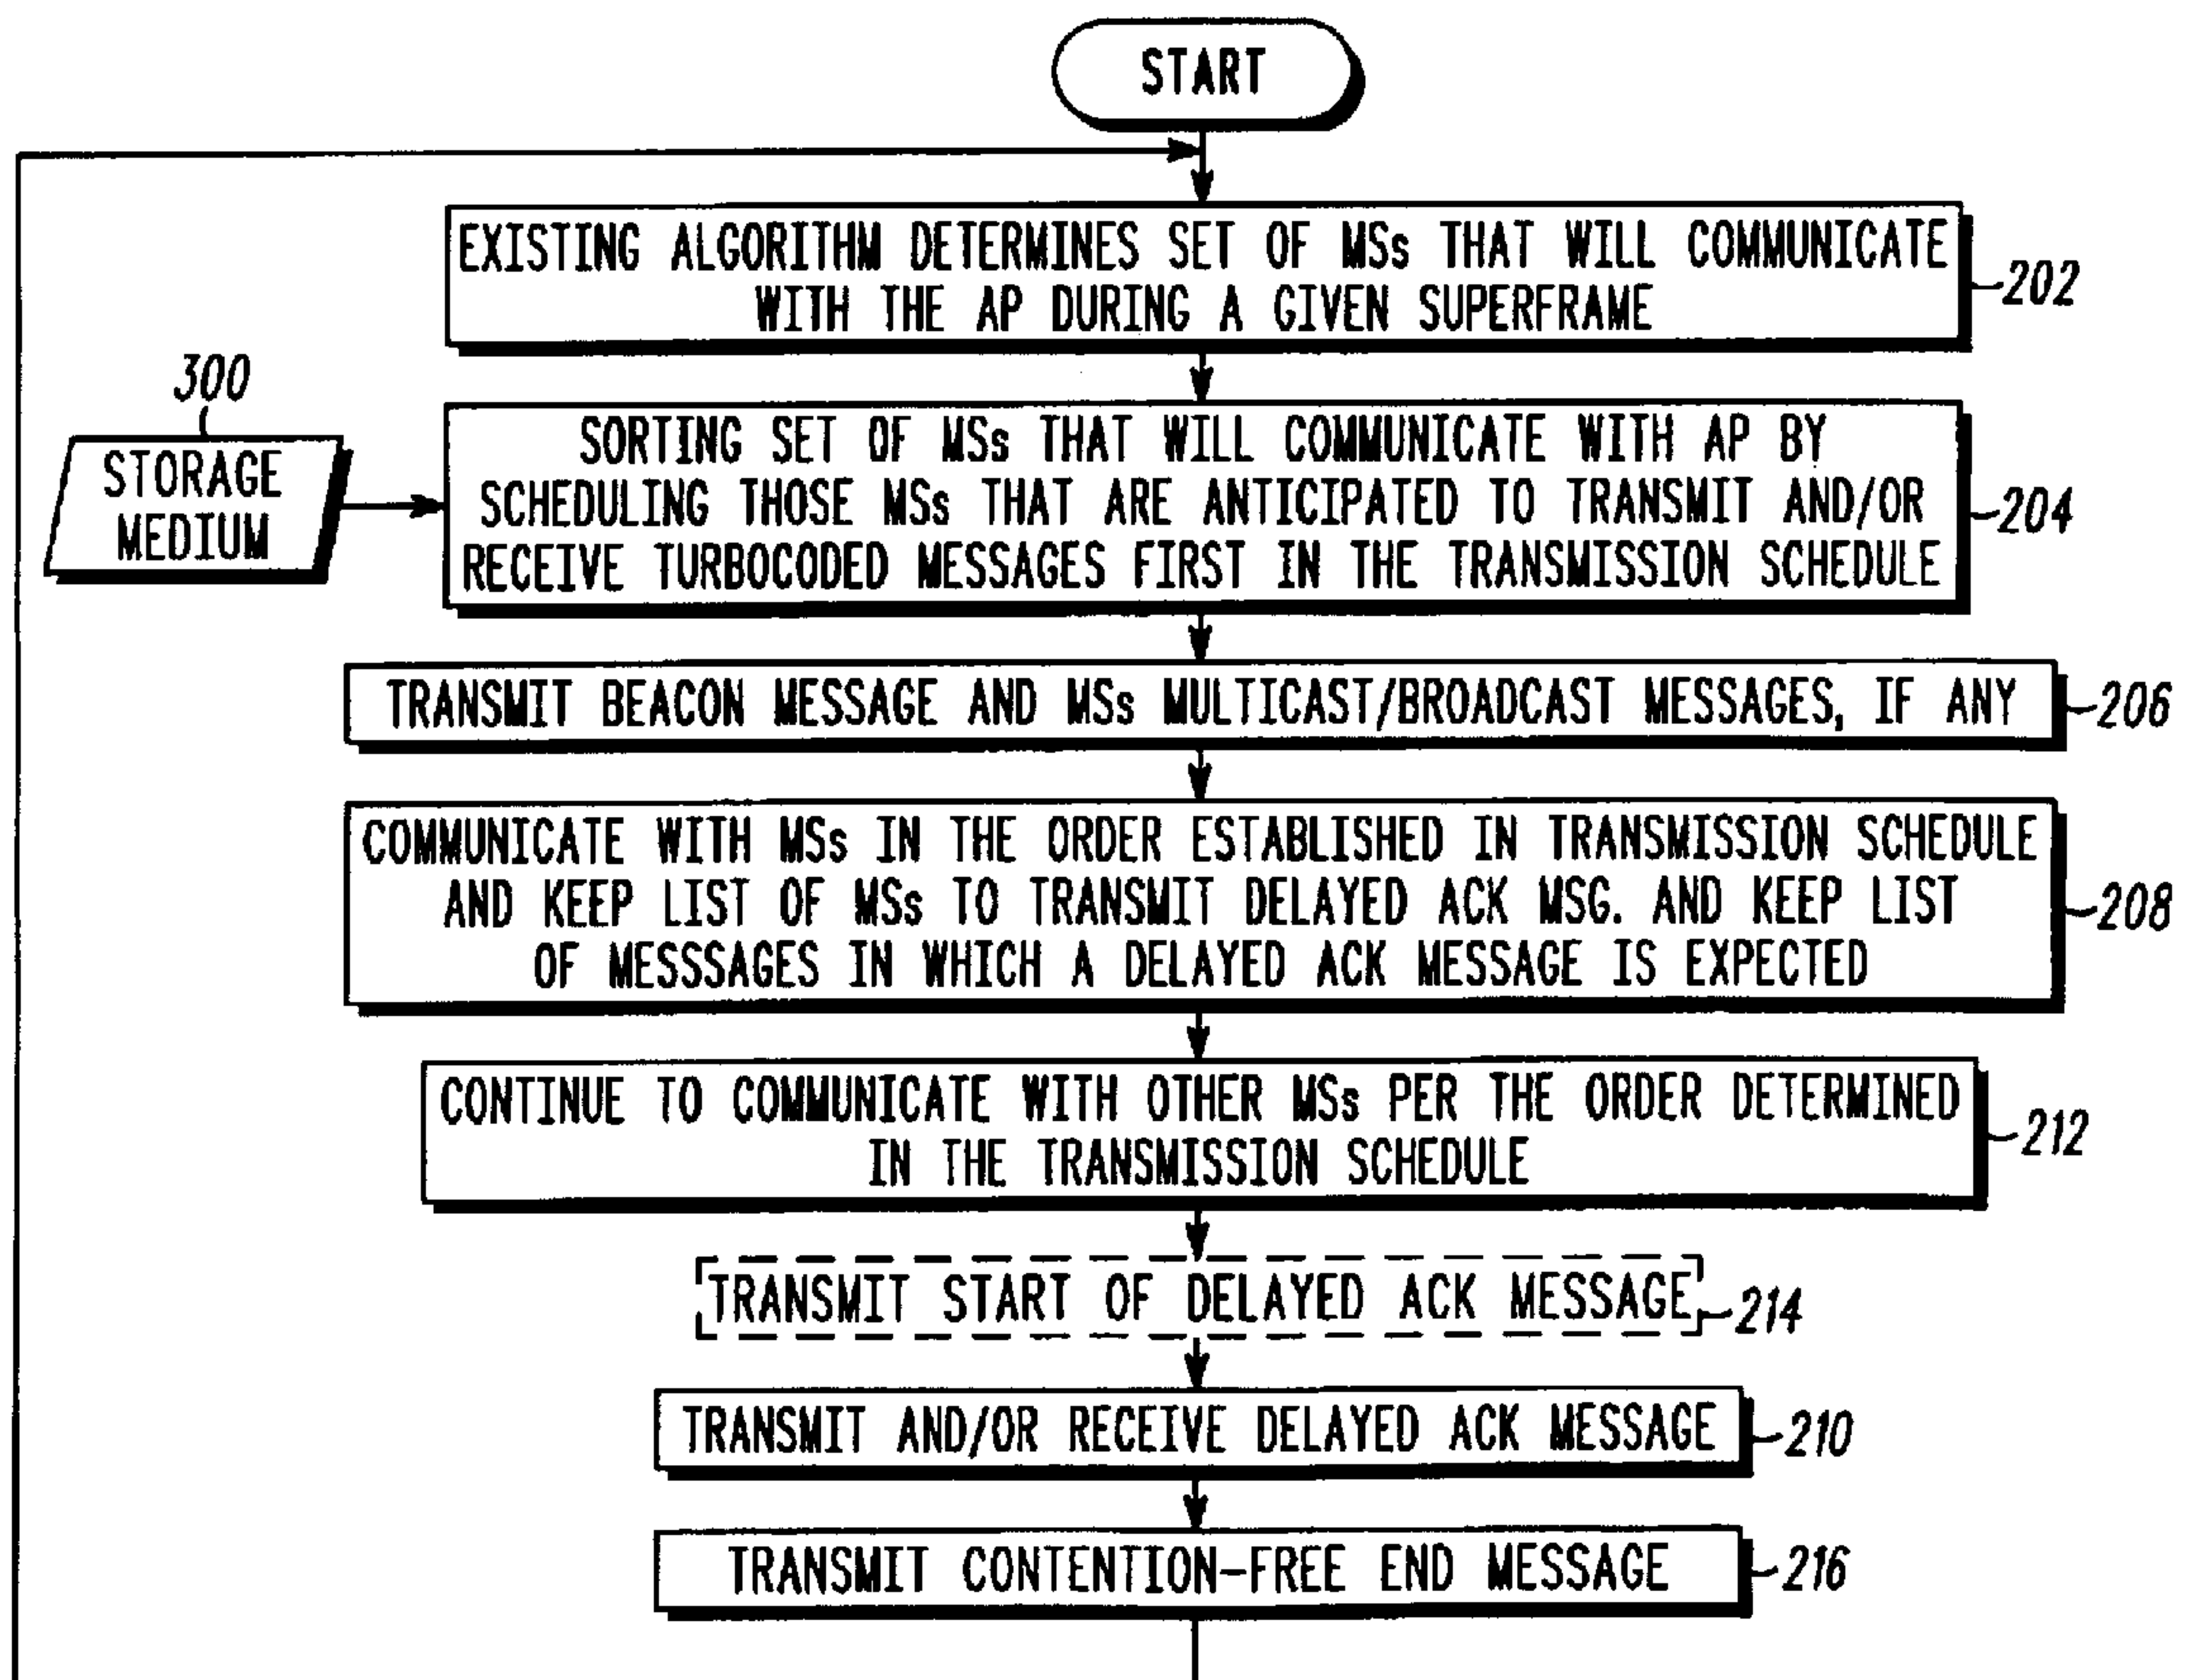 START
EXISTING ALGORITHM DETERMINES SET OF MSs THAT WILL COMMUNICATE
WITH THE AP DURING A GIVEN SUPERFRAME
202
300
STORAGE
MEDIUM
SORTING SET OF MSs THAT WILL COMMUNICATE WITH AP BY
SCHEDULING THOSE MSs THAT ARE ANTICIPATED TO TRANSMIT AND/OR
RECEIVE TURBOCODED MESSAGES FIRST IN THE TRANSMISSION SCHEDULE
204
TRANSMIT BEACON MESSAGE AND MSs MULTICAST/BROADCAST MESSAGES, IF ANY
206
COMMUNICATE WITH MSs IN THE ORDER ESTABLISHED IN TRANSMISSION SCHEDULE
AND KEEP LIST OF MSs TO TRANSMIT DELAYED ACK MSG. AND KEEP LIST
OF MESSSAGES IN WHICH A DELAYED ACK MESSAGE IS EXPECTED
208
CONTINUE TO COMMUNICATE WITH OTHER MSs PER THE ORDER DETERMINED
IN THE TRANSMISSION SCHEDULE
212
TRANSMIT START OF DELAYED ACK MESSAGE
214
TRANSMIT AND/OR RECEIVE DELAYED ACK MESSAGE
210
TRANSMIT CONTENTION-FREE END MESSAGE
216